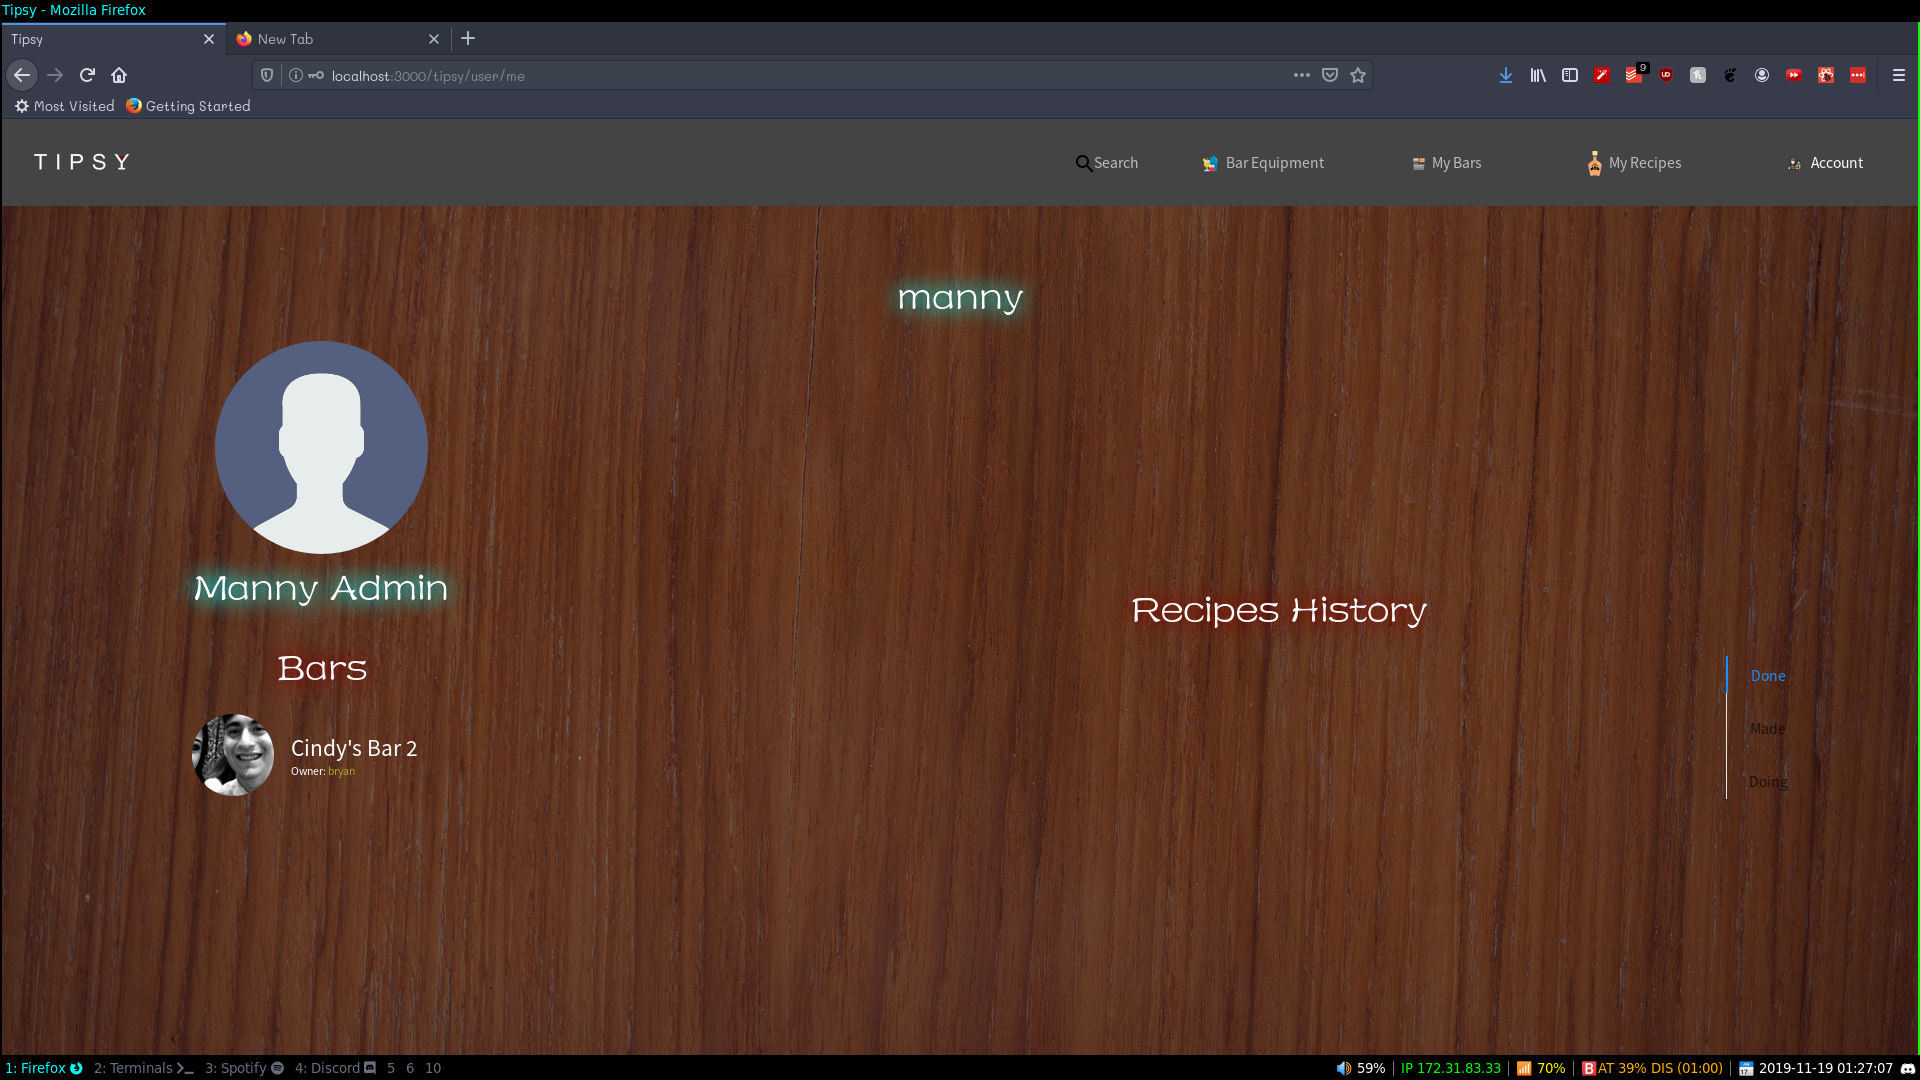 Tipsy - Mozilla Firefox
Tipsy
New Tab
localhost:3000/tipsy/user/me
9
Most Visited
Getting Started
TIPSY
Search
Bar Equipment
My Bars
My Recipes
Account
manny
Manny Admin
Bars
Cindy's Bar 2
Owner: bryan
Recipes History
Done
Made
Doing
1: Firefox
2: Terminals
3: Spotify
4: Discord
5
6
10
59% | IP 172.31.83.33 | 70% | BAT 39% DIS (01:00) | 2019-11-19 01:27:07